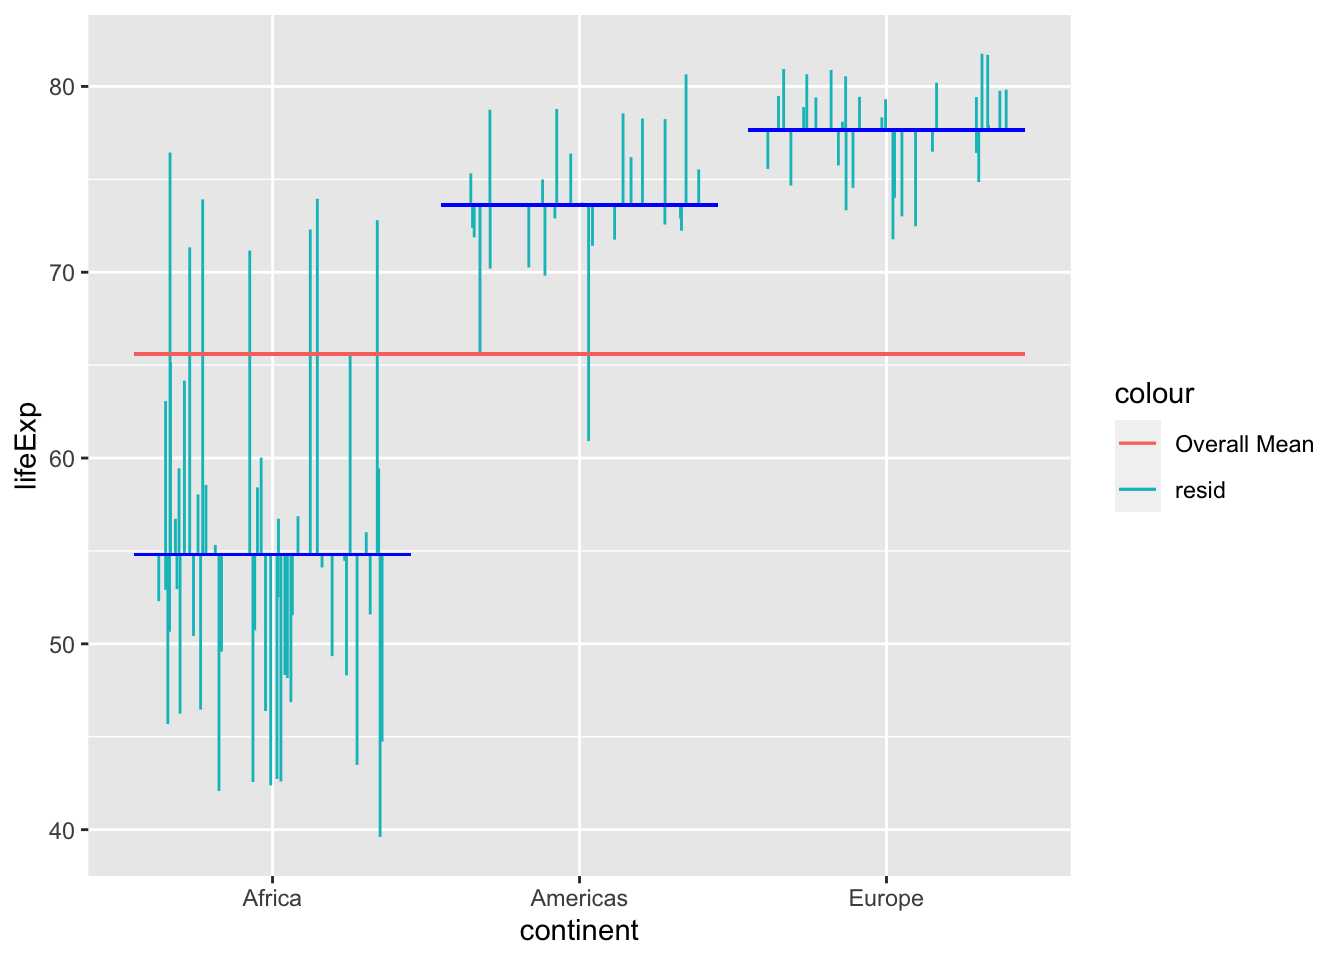 80
70
60
50
40
lifeExp
Africa
Americas
Europe
continent
colour
Overall Mean
resid